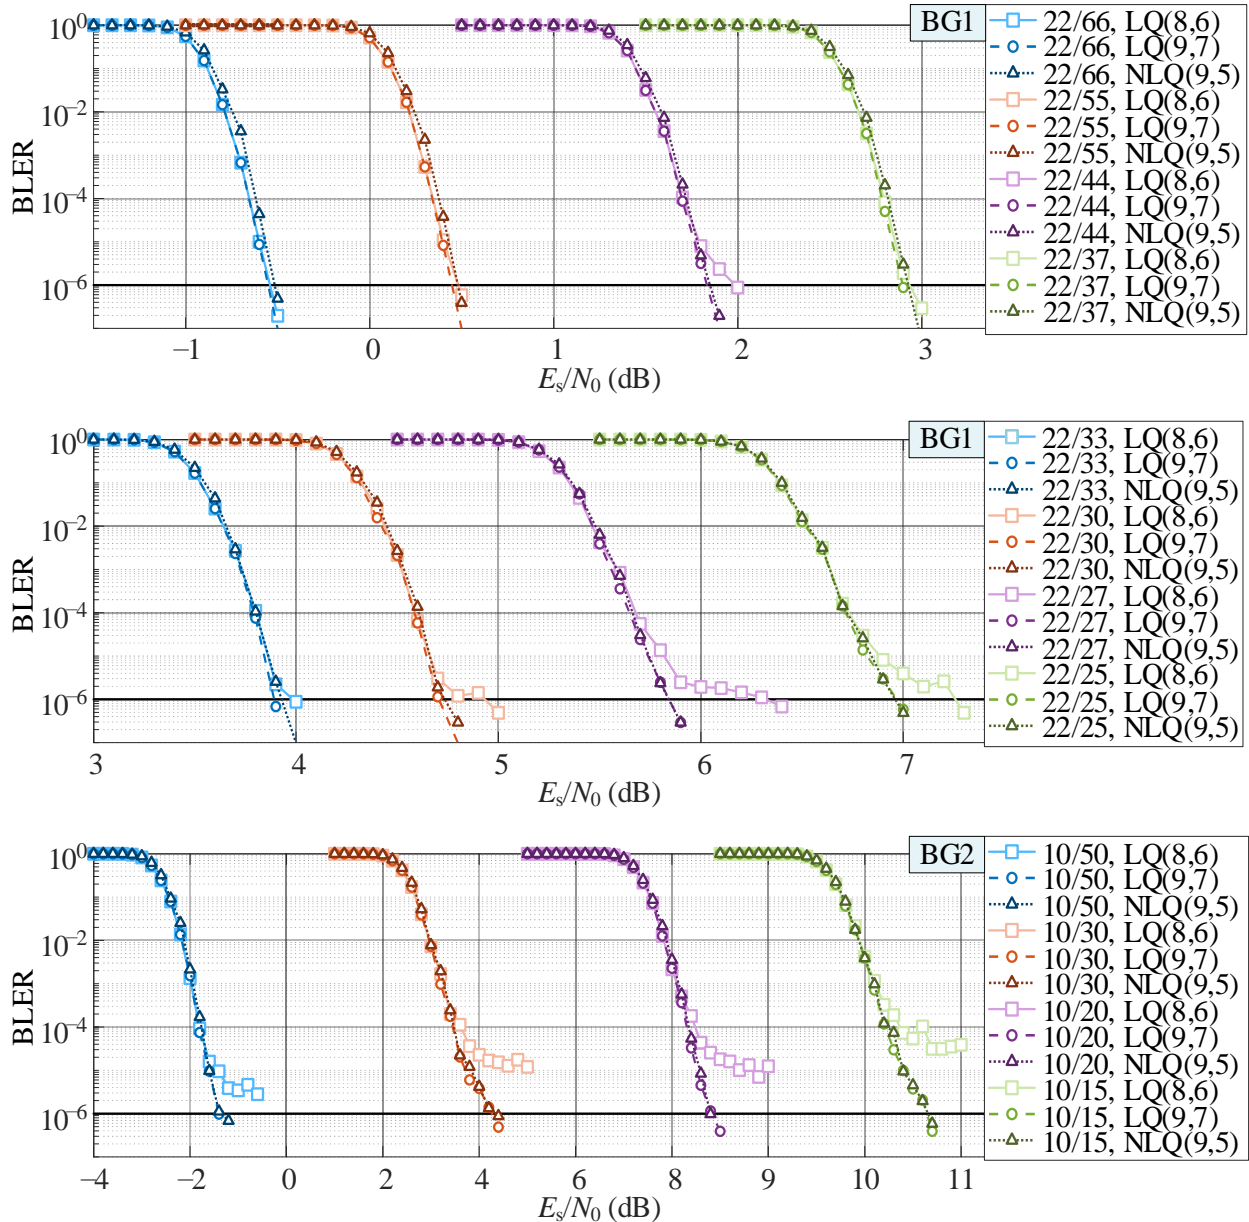 BG1
22/66, LQ(8,6)
22/66, LQ(9,7)
22/66, NLQ(9,5)
22/55, LQ(8,6)
22/55, LQ(9,7)
22/55, NLQ(9,5)
22/44, LQ(8,6)
22/44, LQ(9,7)
22/44, NLQ(9,5)
22/37, LQ(8,6)
22/37, LQ(9,7)
22/37, NLQ(9,5)
BLER
10^0
10^-2
10^-4
10^-6
−1 0 1 2 3
E_s/N_0 (dB)
BG1
22/33, LQ(8,6)
22/33, LQ(9,7)
22/33, NLQ(9,5)
22/30, LQ(8,6)
22/30, LQ(9,7)
22/30, NLQ(9,5)
22/27, LQ(8,6)
22/27, LQ(9,7)
22/27, NLQ(9,5)
22/25, LQ(8,6)
22/25, LQ(9,7)
22/25, NLQ(9,5)
BLER
10^0
10^-2
10^-4
10^-6
3 4 5 6 7
E_s/N_0 (dB)
BG2
10/50, LQ(8,6)
10/50, LQ(9,7)
10/50, NLQ(9,5)
10/30, LQ(8,6)
10/30, LQ(9,7)
10/30, NLQ(9,5)
10/20, LQ(8,6)
10/20, LQ(9,7)
10/20, NLQ(9,5)
10/15, LQ(8,6)
10/15, LQ(9,7)
10/15, NLQ(9,5)
BLER
10^0
10^-2
10^-4
10^-6
−4 −2 0 2 4 6 8 9 10 11
E_s/N_0 (dB)